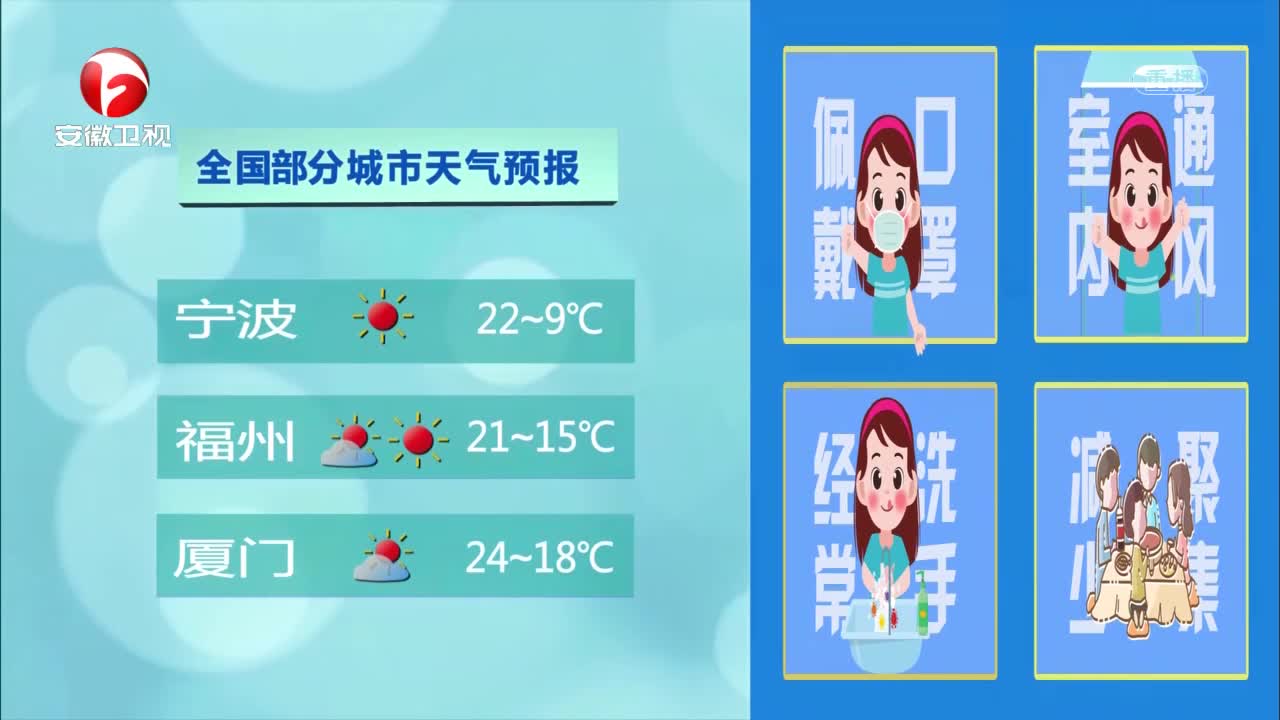 安徽卫视
重播
全国部分城市天气预报
宁波 22~9℃
福州 21~15℃
厦门 24~18℃
佩戴口罩
室内通风
经常洗手
减少聚集